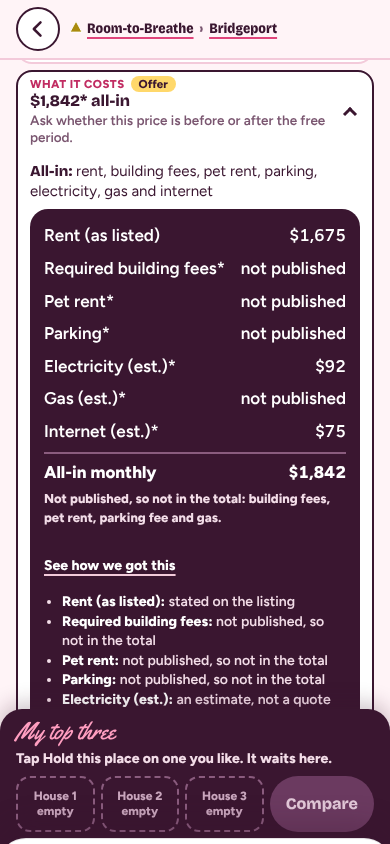 Room-to-Breathe › Bridgeport
WHAT IT COSTS Offer
$1,842* all-in
Ask whether this price is before or after the free
period.
All-in: rent, building fees, pet rent, parking,
electricity, gas and internet
Rent (as listed) $1,675
Required building fees* not published
Pet rent* not published
Parking* not published
Electricity (est.)* $92
Gas (est.)* not published
Internet (est.)* $75
All-in monthly $1,842
Not published, so not in the total: building fees,
pet rent, parking fee and gas.
See how we got this
• Rent (as listed): stated on the listing
• Required building fees: not published, so
not in the total
• Pet rent: not published, so not in the total
• Parking: not published, so not in the total
• Electricity (est.): an estimate, not a quote
My top three
Tap Hold this place on one you like. It waits here.
House 1
empty
House 2
empty
House 3
empty
Compare